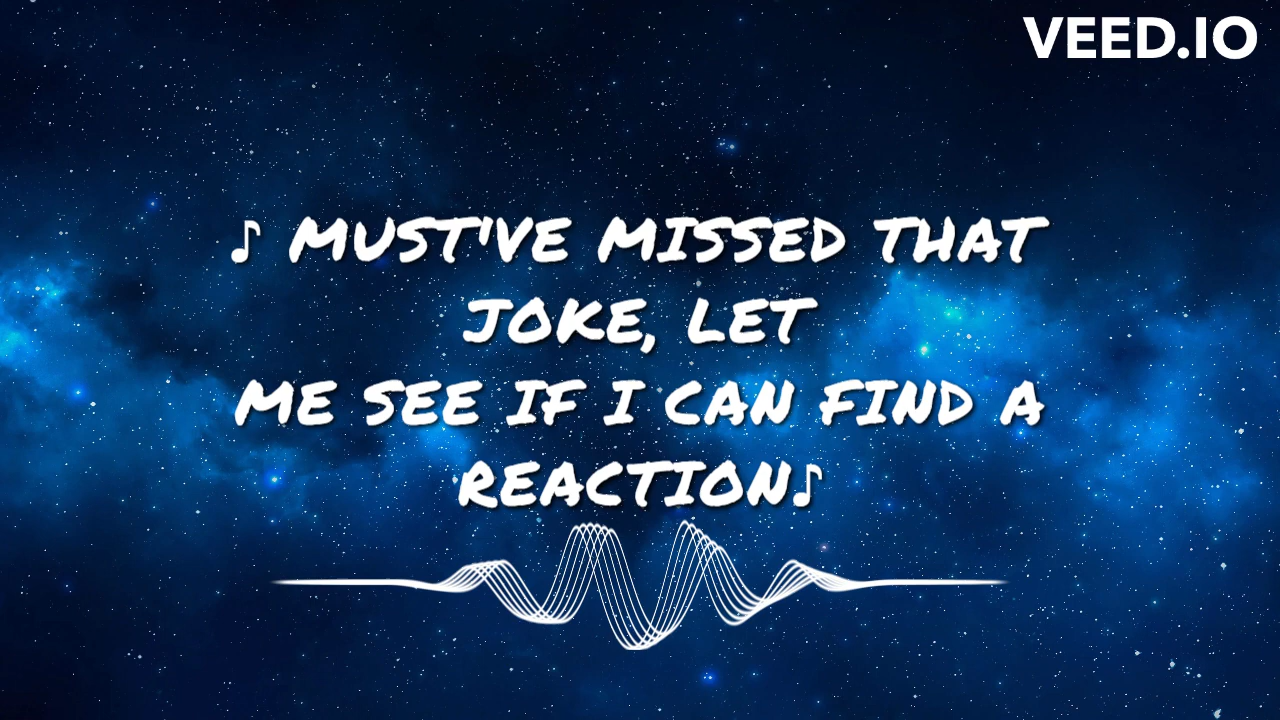 VEED.IO
♪ MUST'VE MISSED THAT
JOKE, LET
ME SEE IF I CAN FIND A
REACTION♪